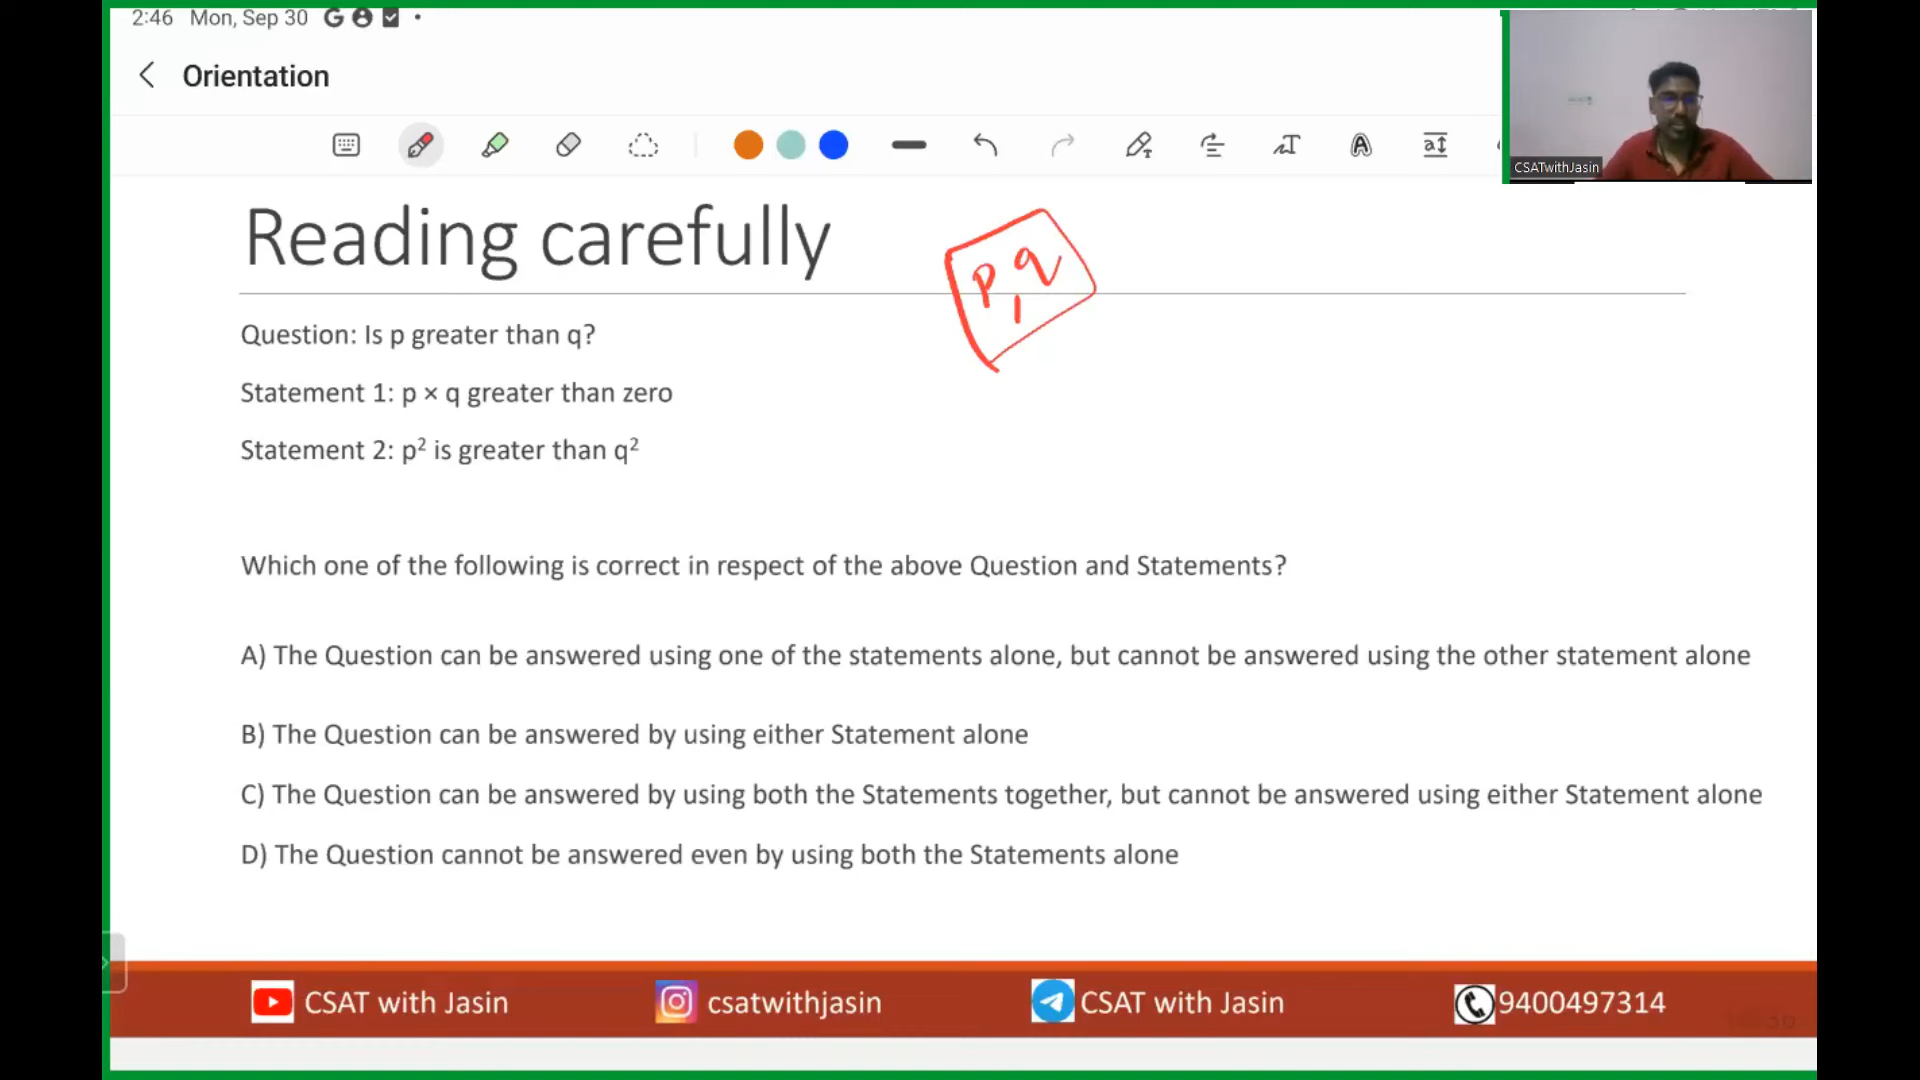 2:46 Mon, Sep 30
Orientation
CSATwithJasin
Reading carefully
p, q
Question: Is p greater than q?
Statement 1: p × q greater than zero
Statement 2: p² is greater than q²
Which one of the following is correct in respect of the above Question and Statements?
A) The Question can be answered using one of the statements alone, but cannot be answered using the other statement alone
B) The Question can be answered by using either Statement alone
C) The Question can be answered by using both the Statements together, but cannot be answered using either Statement alone
D) The Question cannot be answered even by using both the Statements alone
CSAT with Jasin csatwithjasin CSAT with Jasin 9400497314